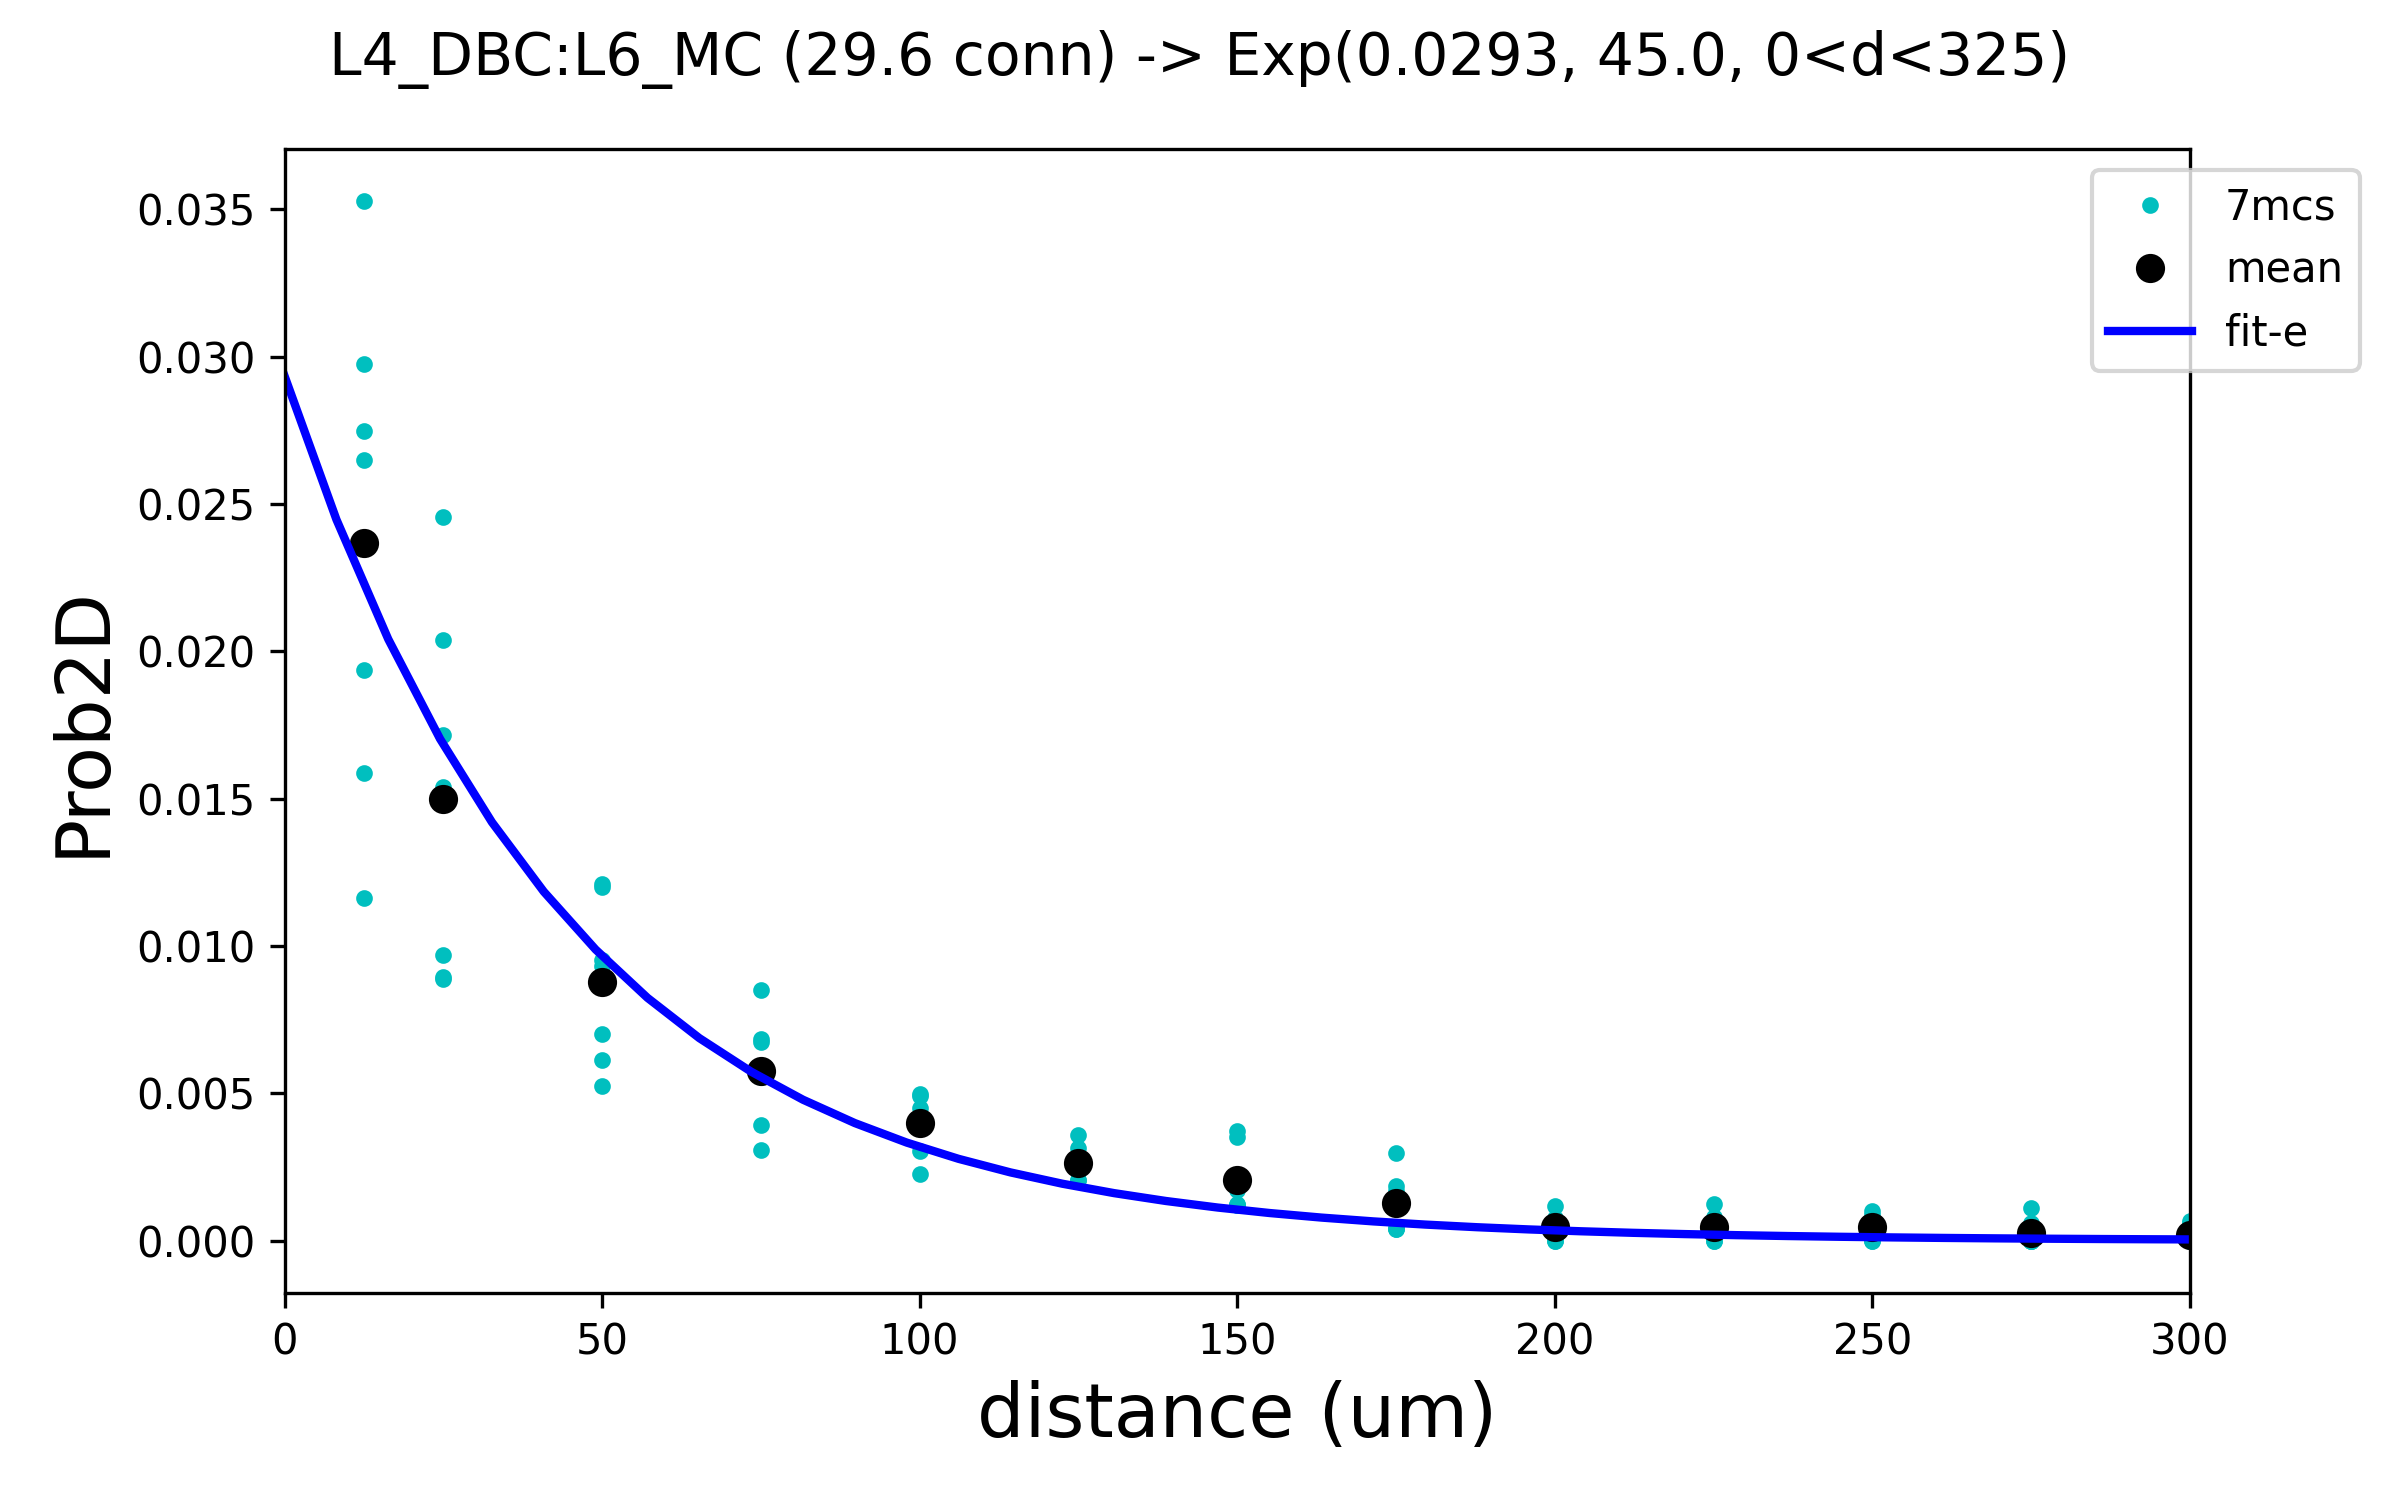 L4_DBC:L6_MC (29.6 conn) -> Exp(0.0293, 45.0, 0<d<325)
7mcs
mean
fit-e
0.035
0.030
0.025
0.020
0.015
0.010
0.005
0.000
Prob2D
0 50 100 150 200 250 300
distance (um)